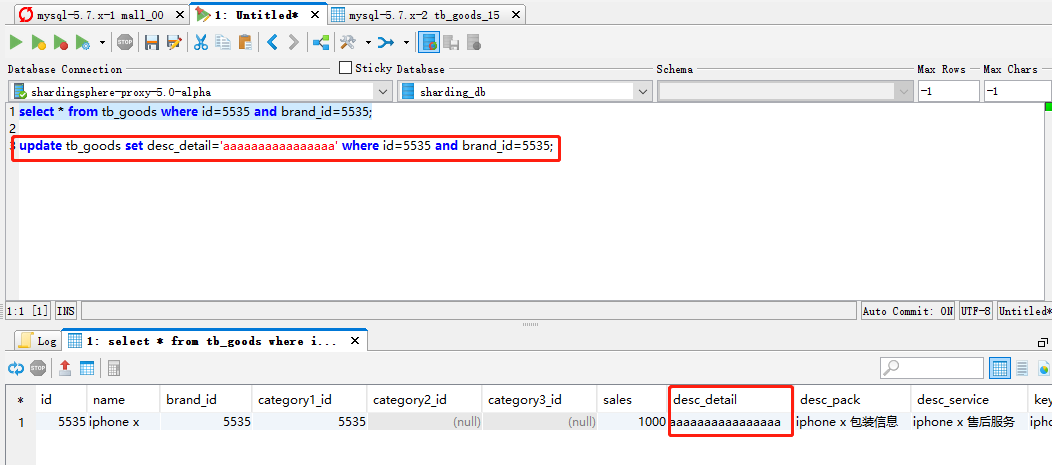 mysql-5.7.x-1 mall_00 1: Untitled* mysql-5.7.x-2 tb_goods_15
STOP
Database Connection Sticky Database Schema Max Rows Max Chars
shardingsphere-proxy-5.0-alpha sharding_db -1 -1
1 select * from tb_goods where id=5535 and brand_id=5535;
2
3 update tb_goods set desc_detail='aaaaaaaaaaaaaaaa' where id=5535 and brand_id=5535;
1:1 [1] INS Auto Commit: ON UTF-8 Untitled*
Log 1: select * from tb_goods where i...
STOP
* id name brand_id category1_id category2_id category3_id sales desc_detail desc_pack desc_service key
1 5535 iphone x 5535 5535 (null) (null) 1000 aaaaaaaaaaaaaaaa iphone x 包装信息 iphone x 售后服务 ipho